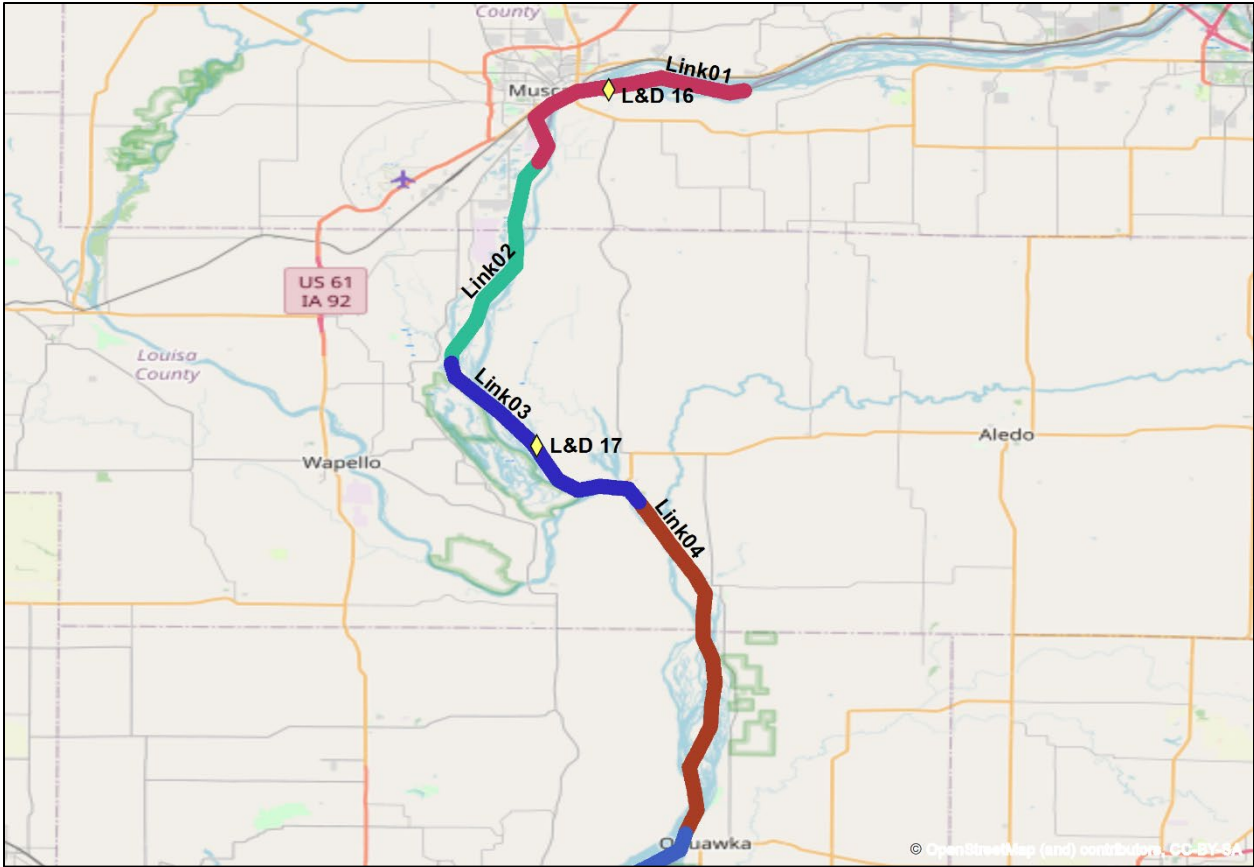 County
Link01
Musc
L&D 16
Link02
US 61
IA 92
Louisa
County
Link03
Aledo
L&D 17
Wapello
Link04
uawka
© OpenStreetMap (and) contributors, CC-BY-SA